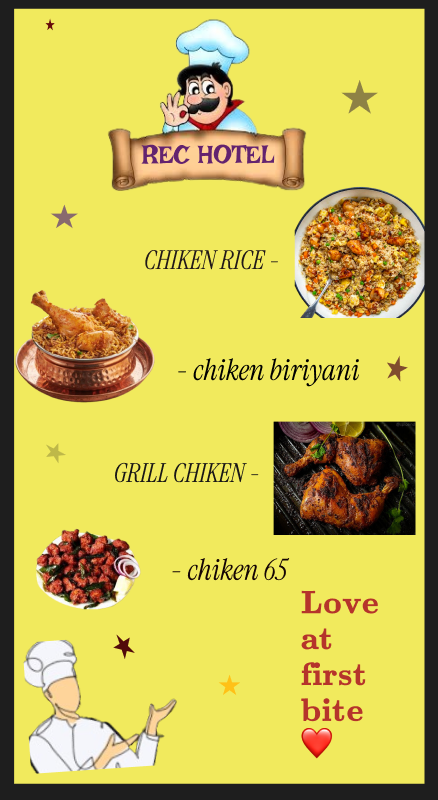 REC HOTEL
CHIKEN RICE -
- chiken biriyani
GRILL CHIKEN -
- chiken 65
Love
at
first
bite
❤️